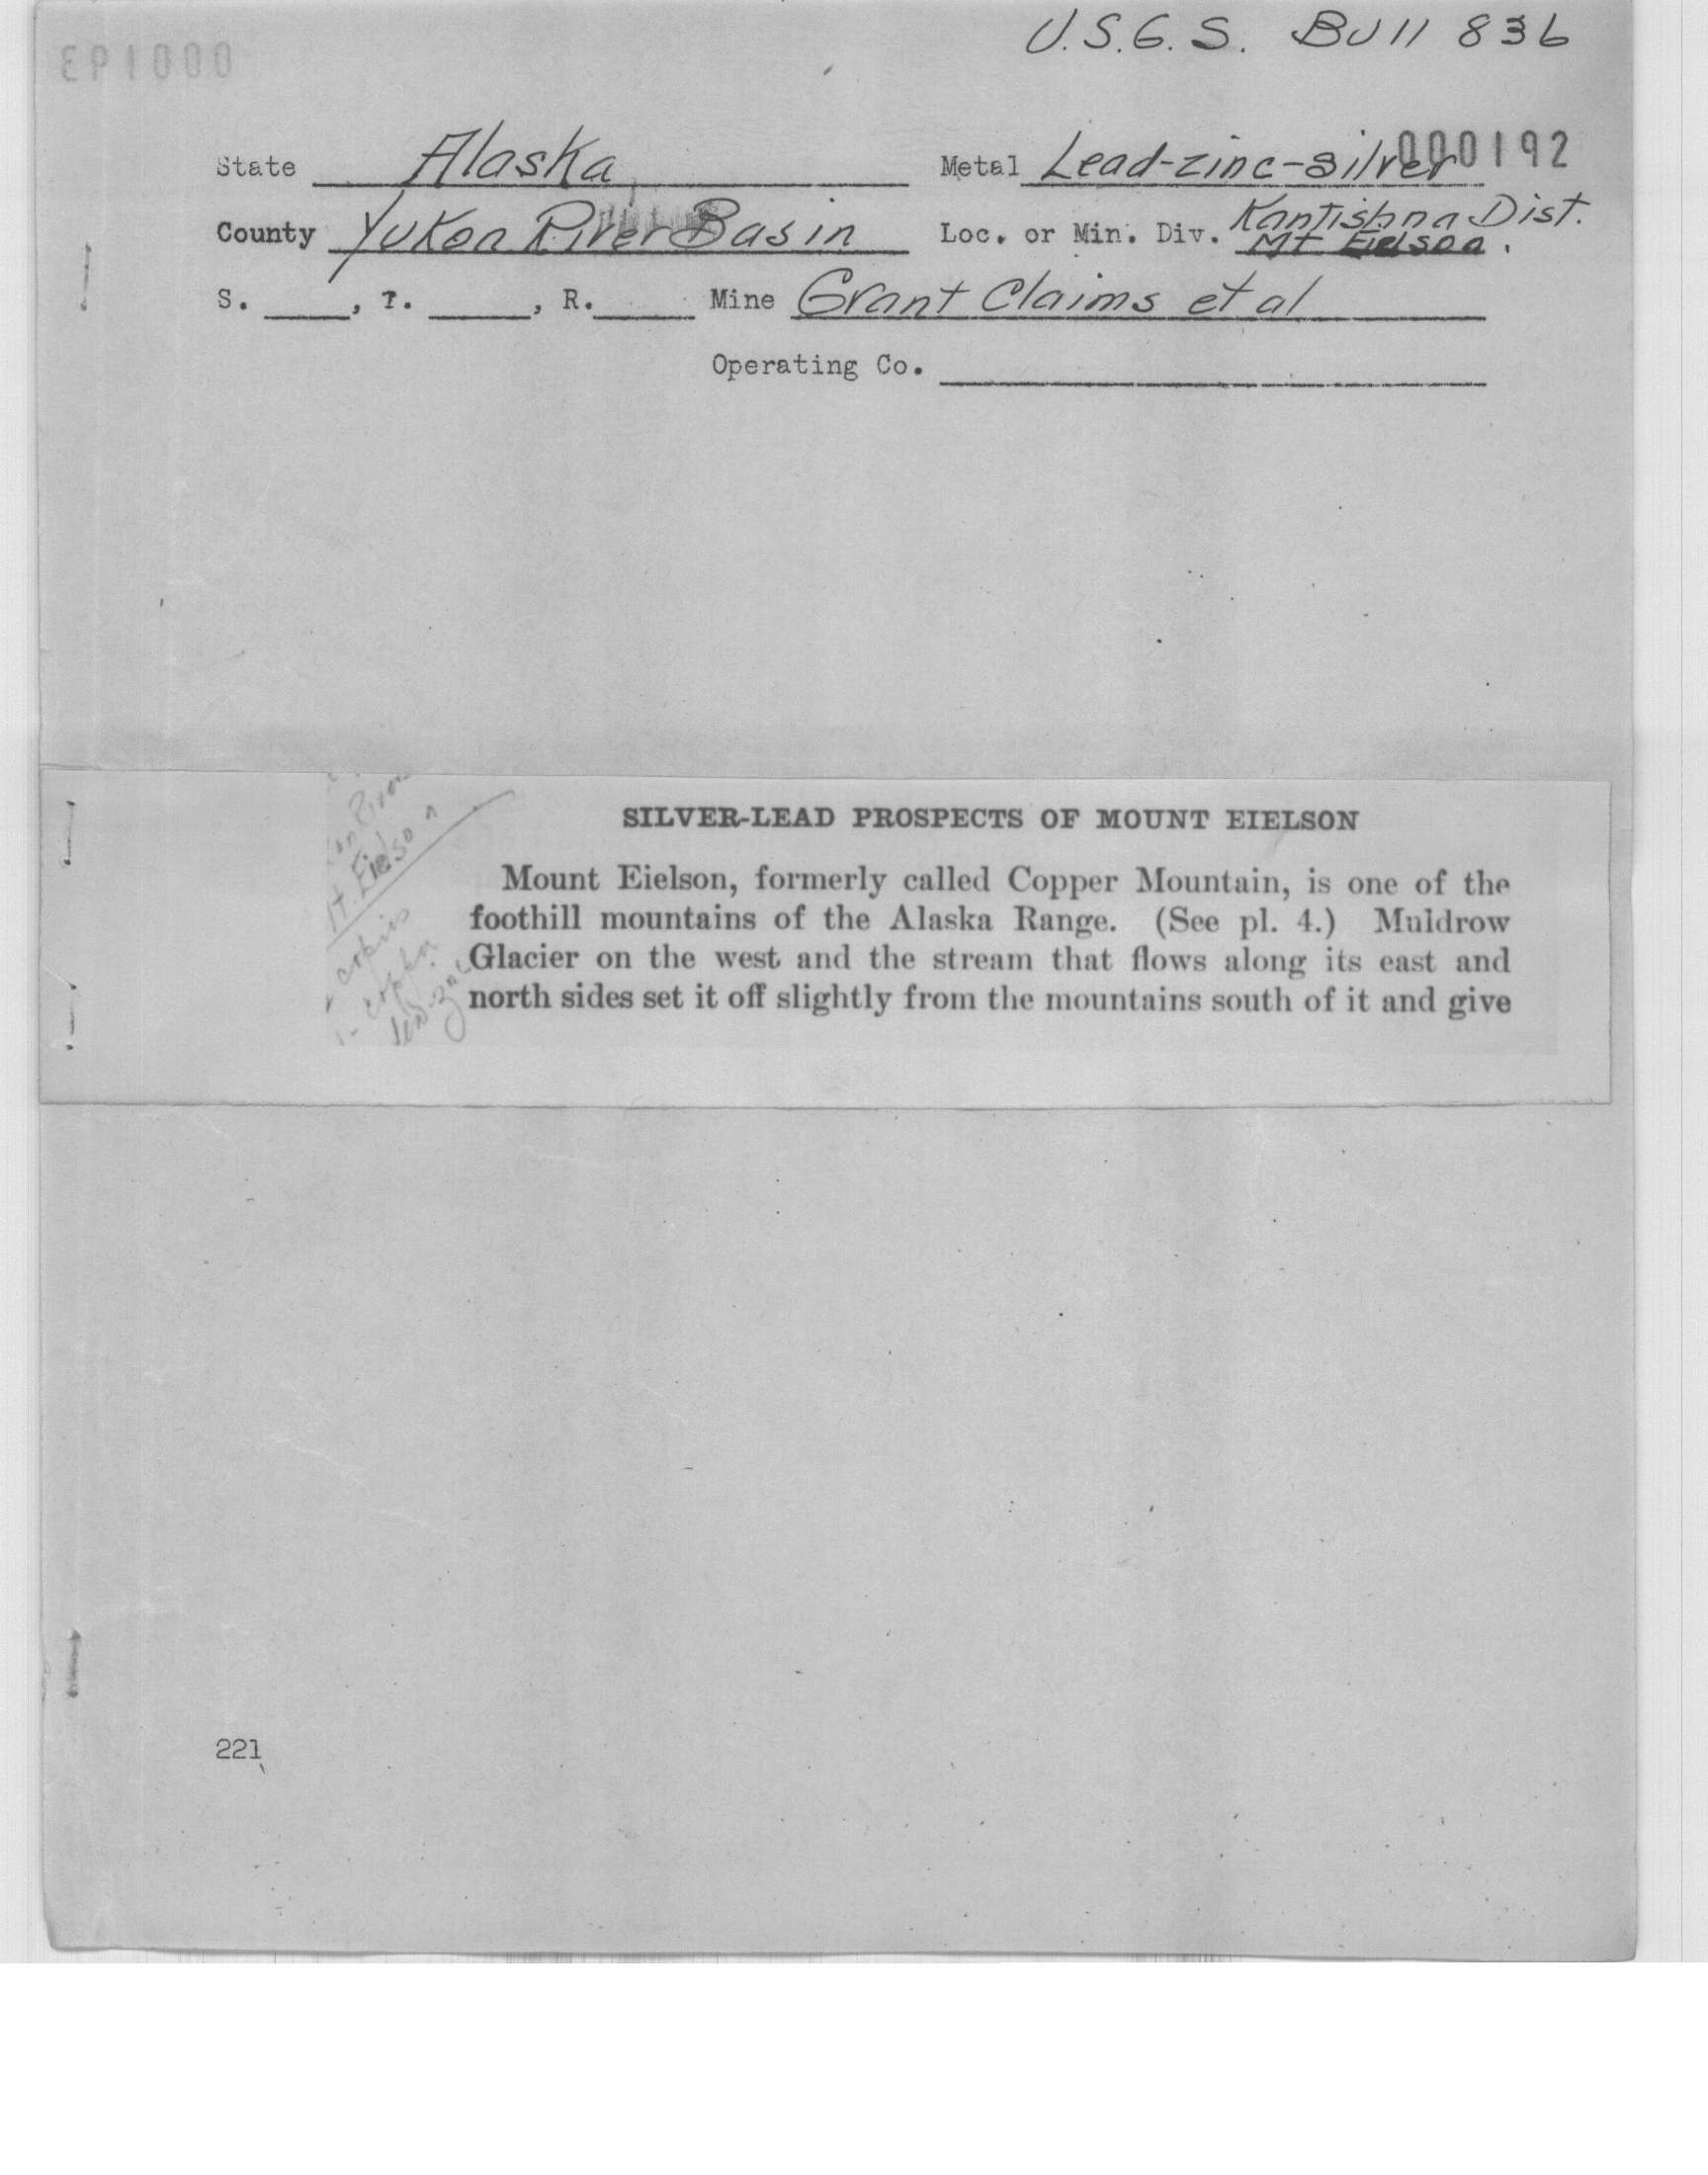 U.S.G.S. Bull 836
000192
State Alaska Metal Lead-zinc-silver
County Yukon River Basin Loc. or Min. Div. Kantishna Dist.
Mt Eielson.
S. ____, T. ____, R. ____ Mine Grant Claims et al
Operating Co.
SILVER-LEAD PROSPECTS OF MOUNT EIELSON
Mount Eielson, formerly called Copper Mountain, is one of the
foothill mountains of the Alaska Range. (See pl. 4.) Muldrow
Glacier on the west and the stream that flows along its east and
north sides set it off slightly from the mountains south of it and give
Eielson
221